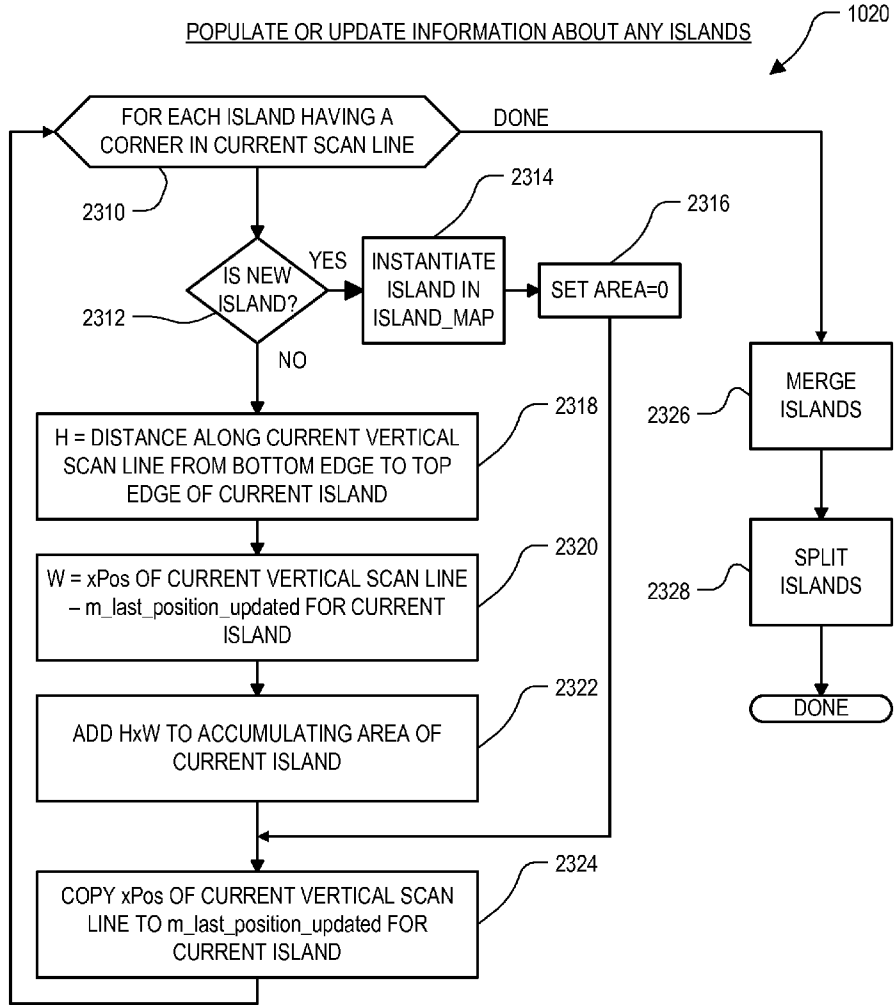 POPULATE OR UPDATE INFORMATION ABOUT ANY ISLANDS
1020
FOR EACH ISLAND HAVING A
CORNER IN CURRENT SCAN LINE
DONE
2310
IS NEW
ISLAND?
2312
YES
NO
INSTANTIATE
ISLAND IN
ISLAND_MAP
2314
SET AREA=0
2316
H = DISTANCE ALONG CURRENT VERTICAL
SCAN LINE FROM BOTTOM EDGE TO TOP
EDGE OF CURRENT ISLAND
2318
W = xPos OF CURRENT VERTICAL SCAN LINE
– m_last_position_updated FOR CURRENT
ISLAND
2320
ADD HxW TO ACCUMULATING AREA OF
CURRENT ISLAND
2322
COPY xPos OF CURRENT VERTICAL SCAN
LINE TO m_last_position_updated FOR
CURRENT ISLAND
2324
MERGE
ISLANDS
2326
SPLIT
ISLANDS
2328
DONE